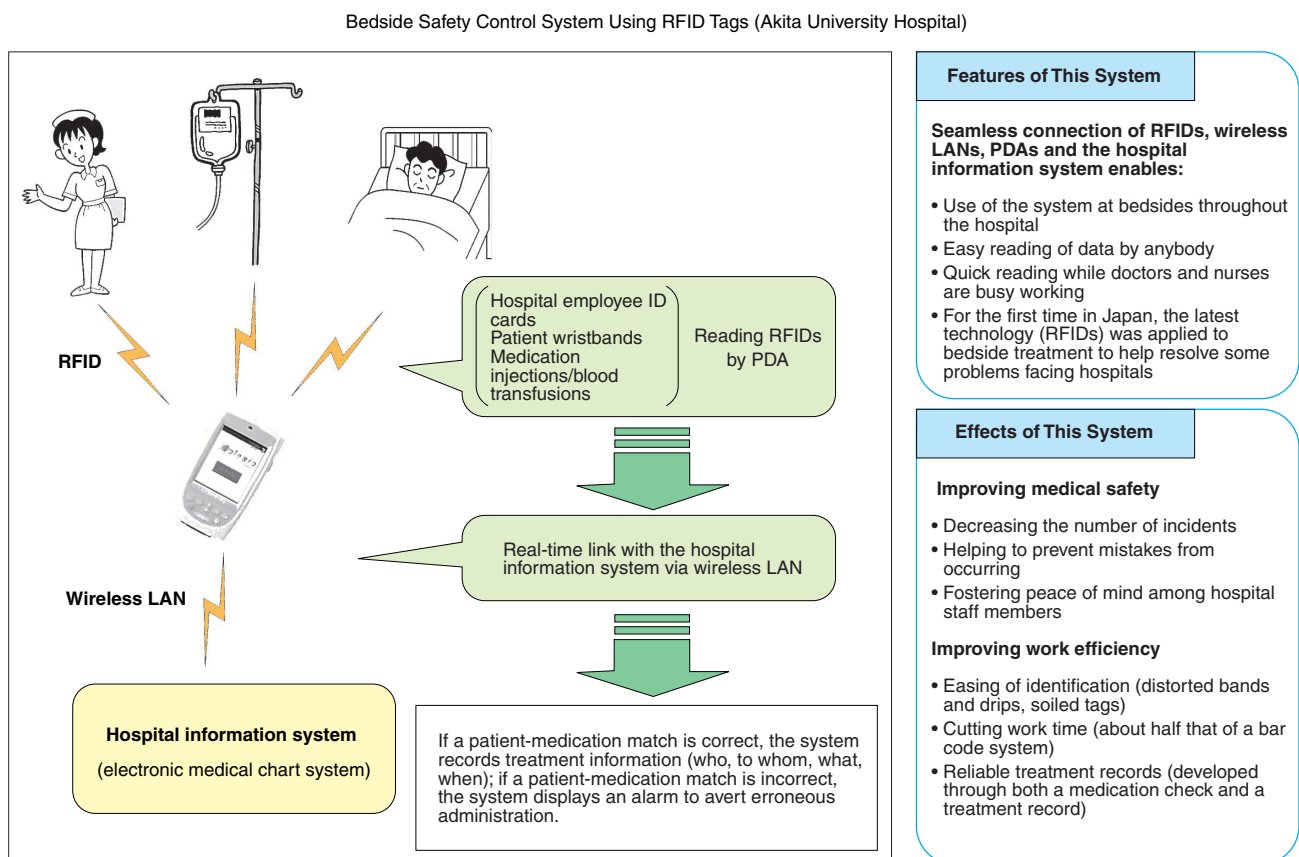 Bedside Safety Control System Using RFID Tags (Akita University Hospital)
RFID
Hospital employee ID
cards
Patient wristbands
Medication
injections/blood
transfusions
Reading RFIDs
by PDA
Real-time link with the hospital
information system via wireless LAN
Wireless LAN
Hospital information system
(electronic medical chart system)
If a patient-medication match is correct, the system
records treatment information (who, to whom, what,
when); if a patient-medication match is incorrect,
the system displays an alarm to avert erroneous
administration.
Features of This System
Seamless connection of RFIDs, wireless
LANs, PDAs and the hospital
information system enables:
• Use of the system at bedsides throughout
the hospital
• Easy reading of data by anybody
• Quick reading while doctors and nurses
are busy working
• For the first time in Japan, the latest
technology (RFIDs) was applied to
bedside treatment to help resolve some
problems facing hospitals
Effects of This System
Improving medical safety
• Decreasing the number of incidents
• Helping to prevent mistakes from
occurring
• Fostering peace of mind among hospital
staff members
Improving work efficiency
• Easing of identification (distorted bands
and drips, soiled tags)
• Cutting work time (about half that of a bar
code system)
• Reliable treatment records (developed
through both a medication check and a
treatment record)